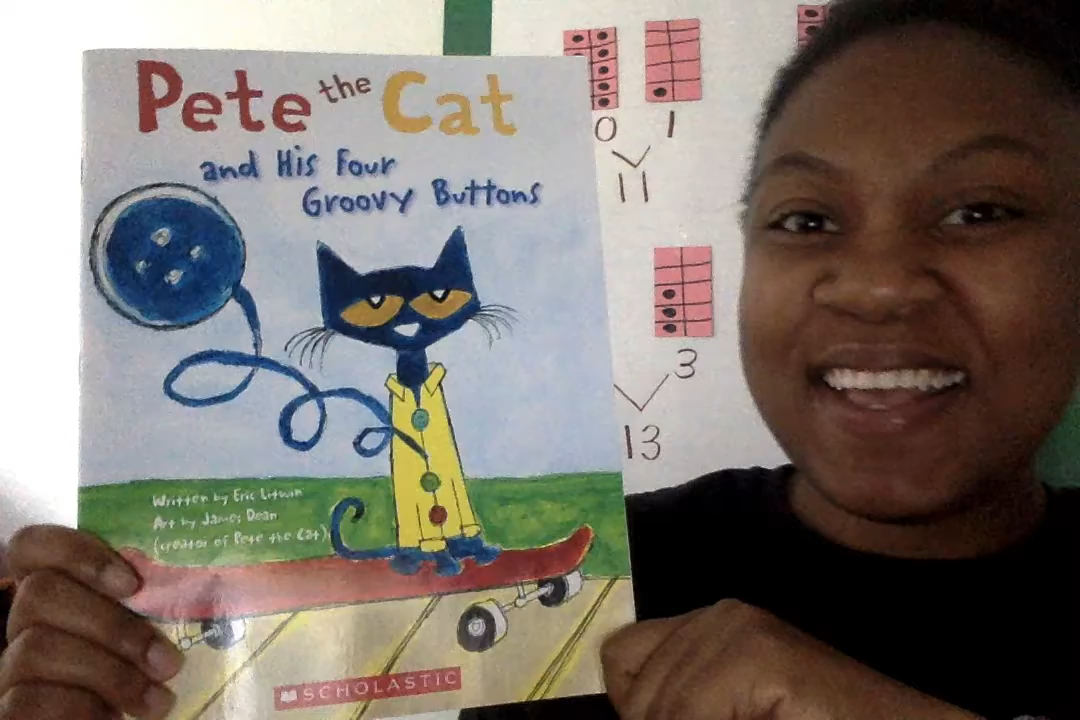 Pete the Cat
and His Four
Groovy Buttons
Written by Eric Litwin
Art by James Dean
(creator of Pete the Cat)
SCHOLASTIC
0 1
11
3
13